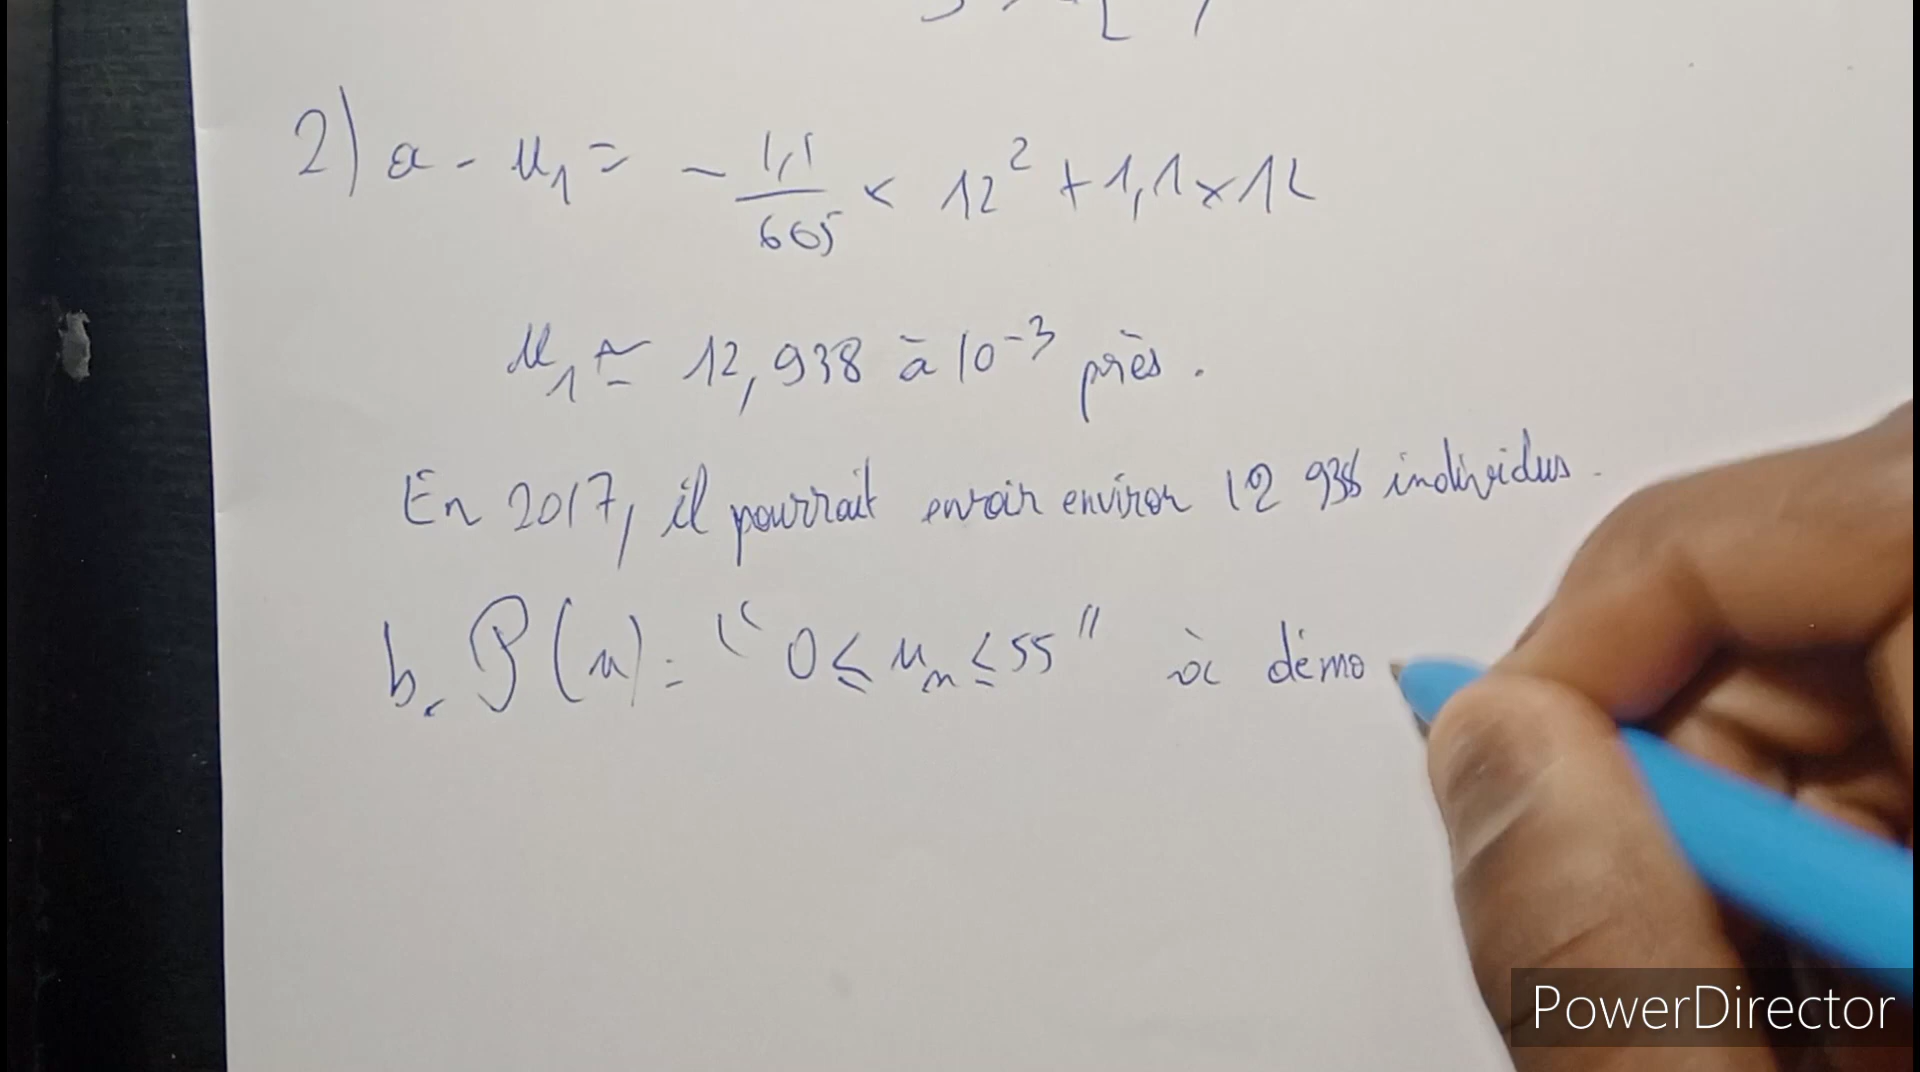 2) a - u₁ = - 1,1/605 × 12² + 1,1 × 12
u₁ ≃ 12,938 à 10⁻³ près.
En 2017, il pourrait avoir environ 12 938 individus.
b. P(n) = "0 ≤ uₙ ≤ 55" à démo
PowerDirector